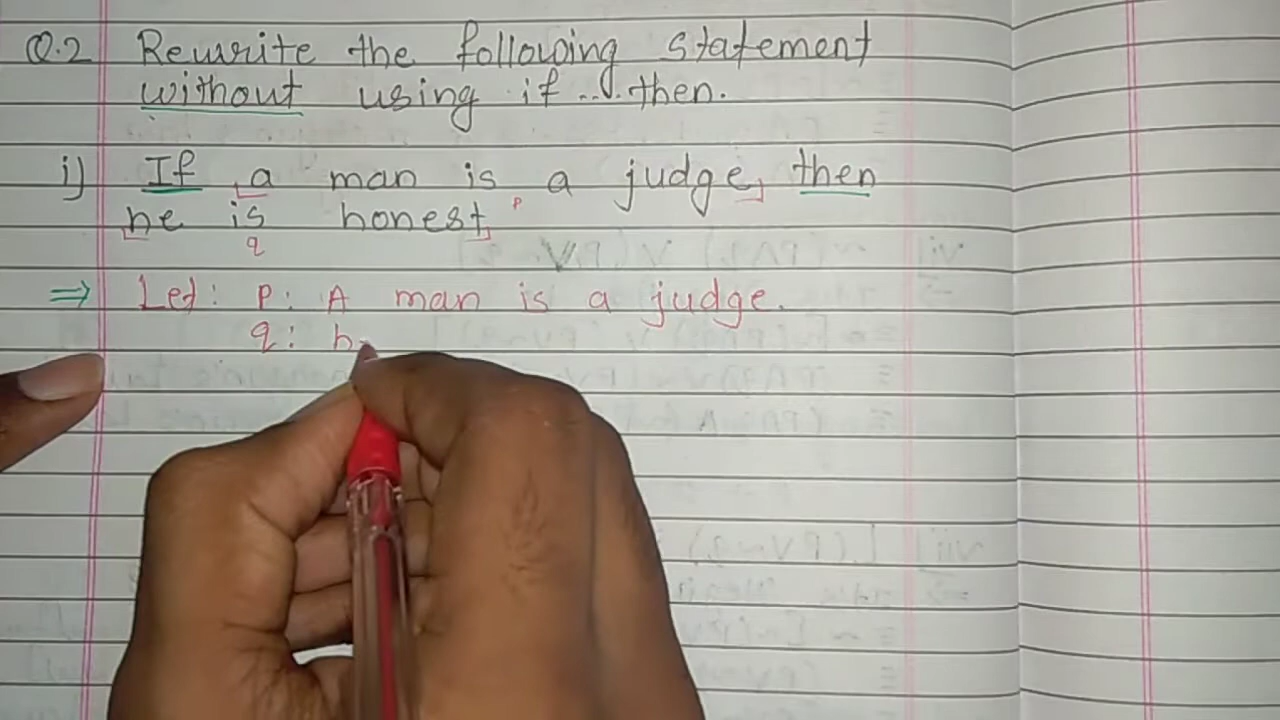 Q.2 Rewrite the following statement
without using if ... then.
i) If a man is a judge, then
he is honest.
p
q
⇒ Let: p: A man is a judge.
q: h